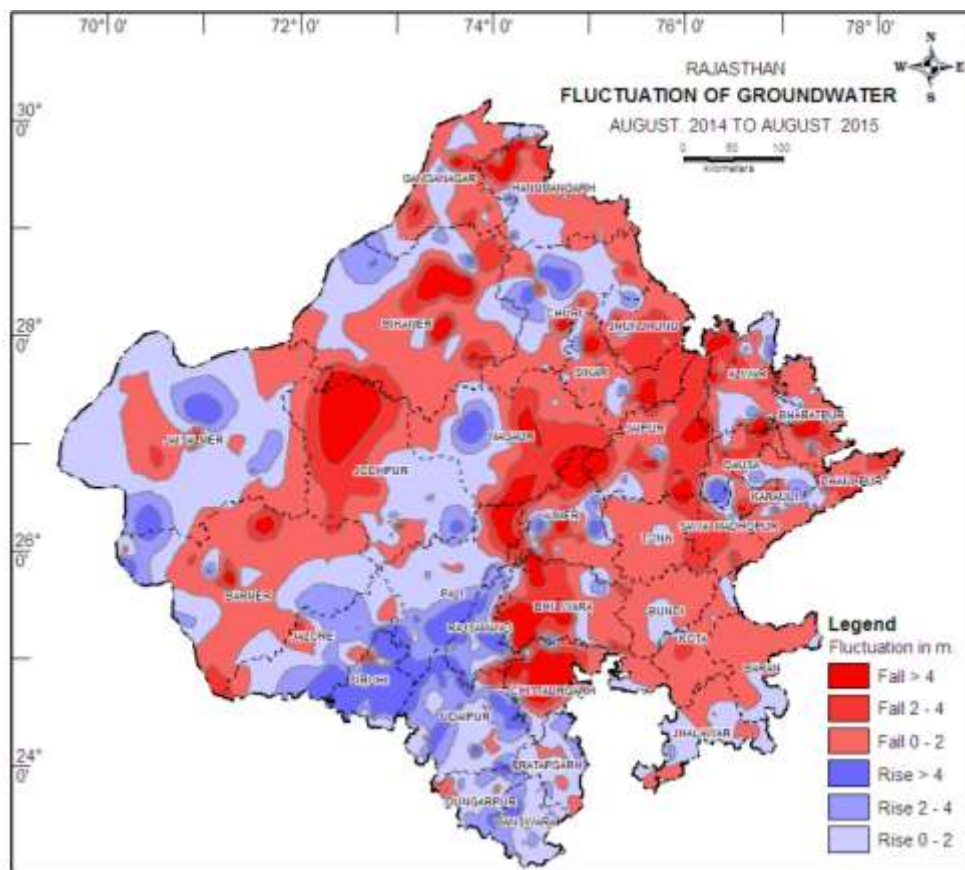 70° 0' 72° 0' 74° 0' 76° 0' 78° 0'
N
W E
S
RAJASTHAN
FLUCTUATION OF GROUNDWATER
AUGUST. 2014 TO AUGUST. 2015
0 50 100
Kilometers
30°
0'
GANGANAGAR
HANUMANGARH
28°
0'
CHURU
BIKANER
JHUNJHUNU
SIKAR
ALWAR
BHARATPUR
JAISALMER
NAGAUR
JAIPUR
JODHPUR
DAUSA
DHAULPUR
KARAULI
AJMER
SAWAI MADHOPUR
TONK
26°
0'
BARMER
PALI
BHILWARA
BUNDI
RAJSAMAND
JALORE
KOTA
BARAN
SIROHI
CHITTAURGARH
UDAIPUR
JHALAWAR
24°
0'
PRATAPGARH
DUNGARPUR
BANSWARA
Legend
Fluctuation in m.
Fall > 4
Fall 2 - 4
Fall 0 - 2
Rise > 4
Rise 2 - 4
Rise 0 - 2